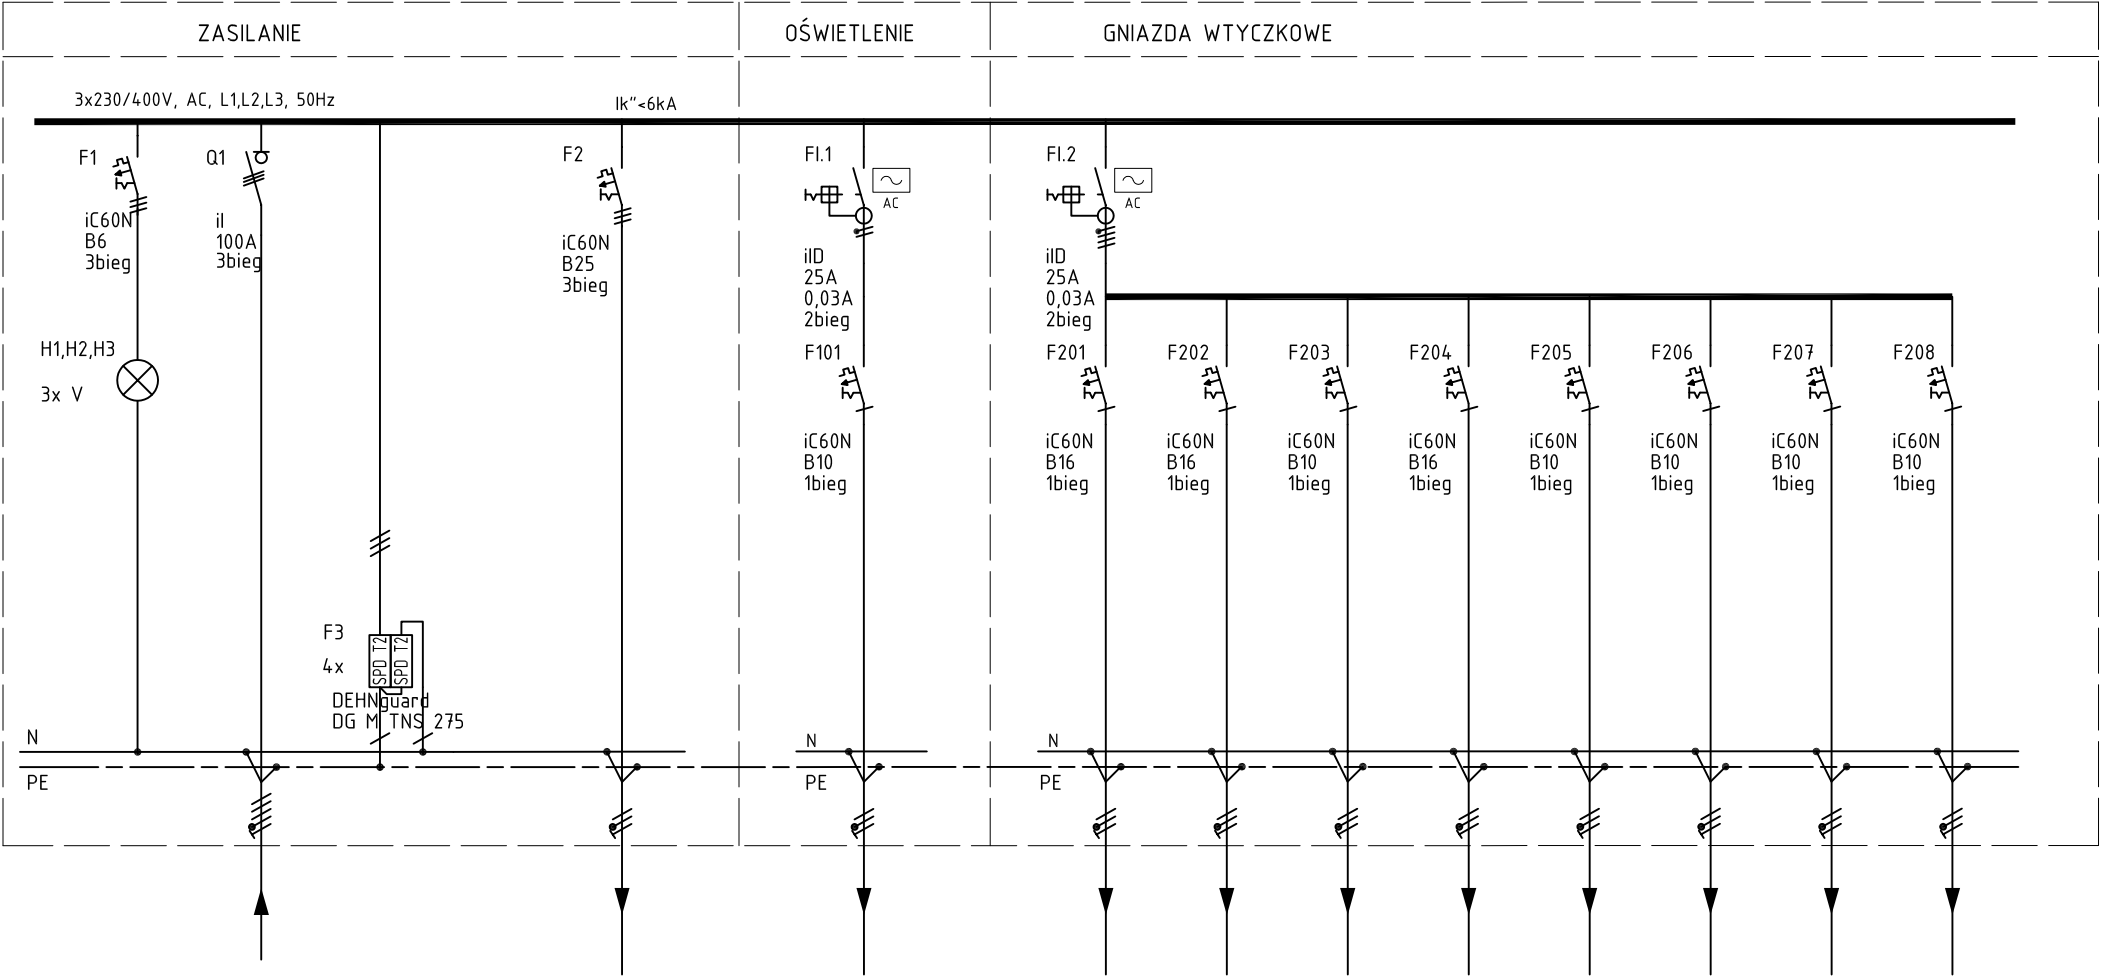 ZASILANIE
OŚWIETLENIE
GNIAZDA WTYCZKOWE
3x230/400V, AC, L1,L2,L3, 50Hz
Ik"<6kA
F1
iC60N
B6
3bieg
H1,H2,H3
3x V
Q1
iI
100A
3bieg
F3
4x
SPD T2
SPD T2
DEHNguard
DG M TNS 275
F2
iC60N
B25
3bieg
N
PE
FI.1
AC
iID
25A
0,03A
2bieg
F101
iC60N
B10
1bieg
N
PE
FI.2
AC
iID
25A
0,03A
2bieg
F201
iC60N
B16
1bieg
F202
iC60N
B16
1bieg
F203
iC60N
B10
1bieg
F204
iC60N
B16
1bieg
F205
iC60N
B10
1bieg
F206
iC60N
B10
1bieg
F207
iC60N
B10
1bieg
F208
iC60N
B10
1bieg
N
PE